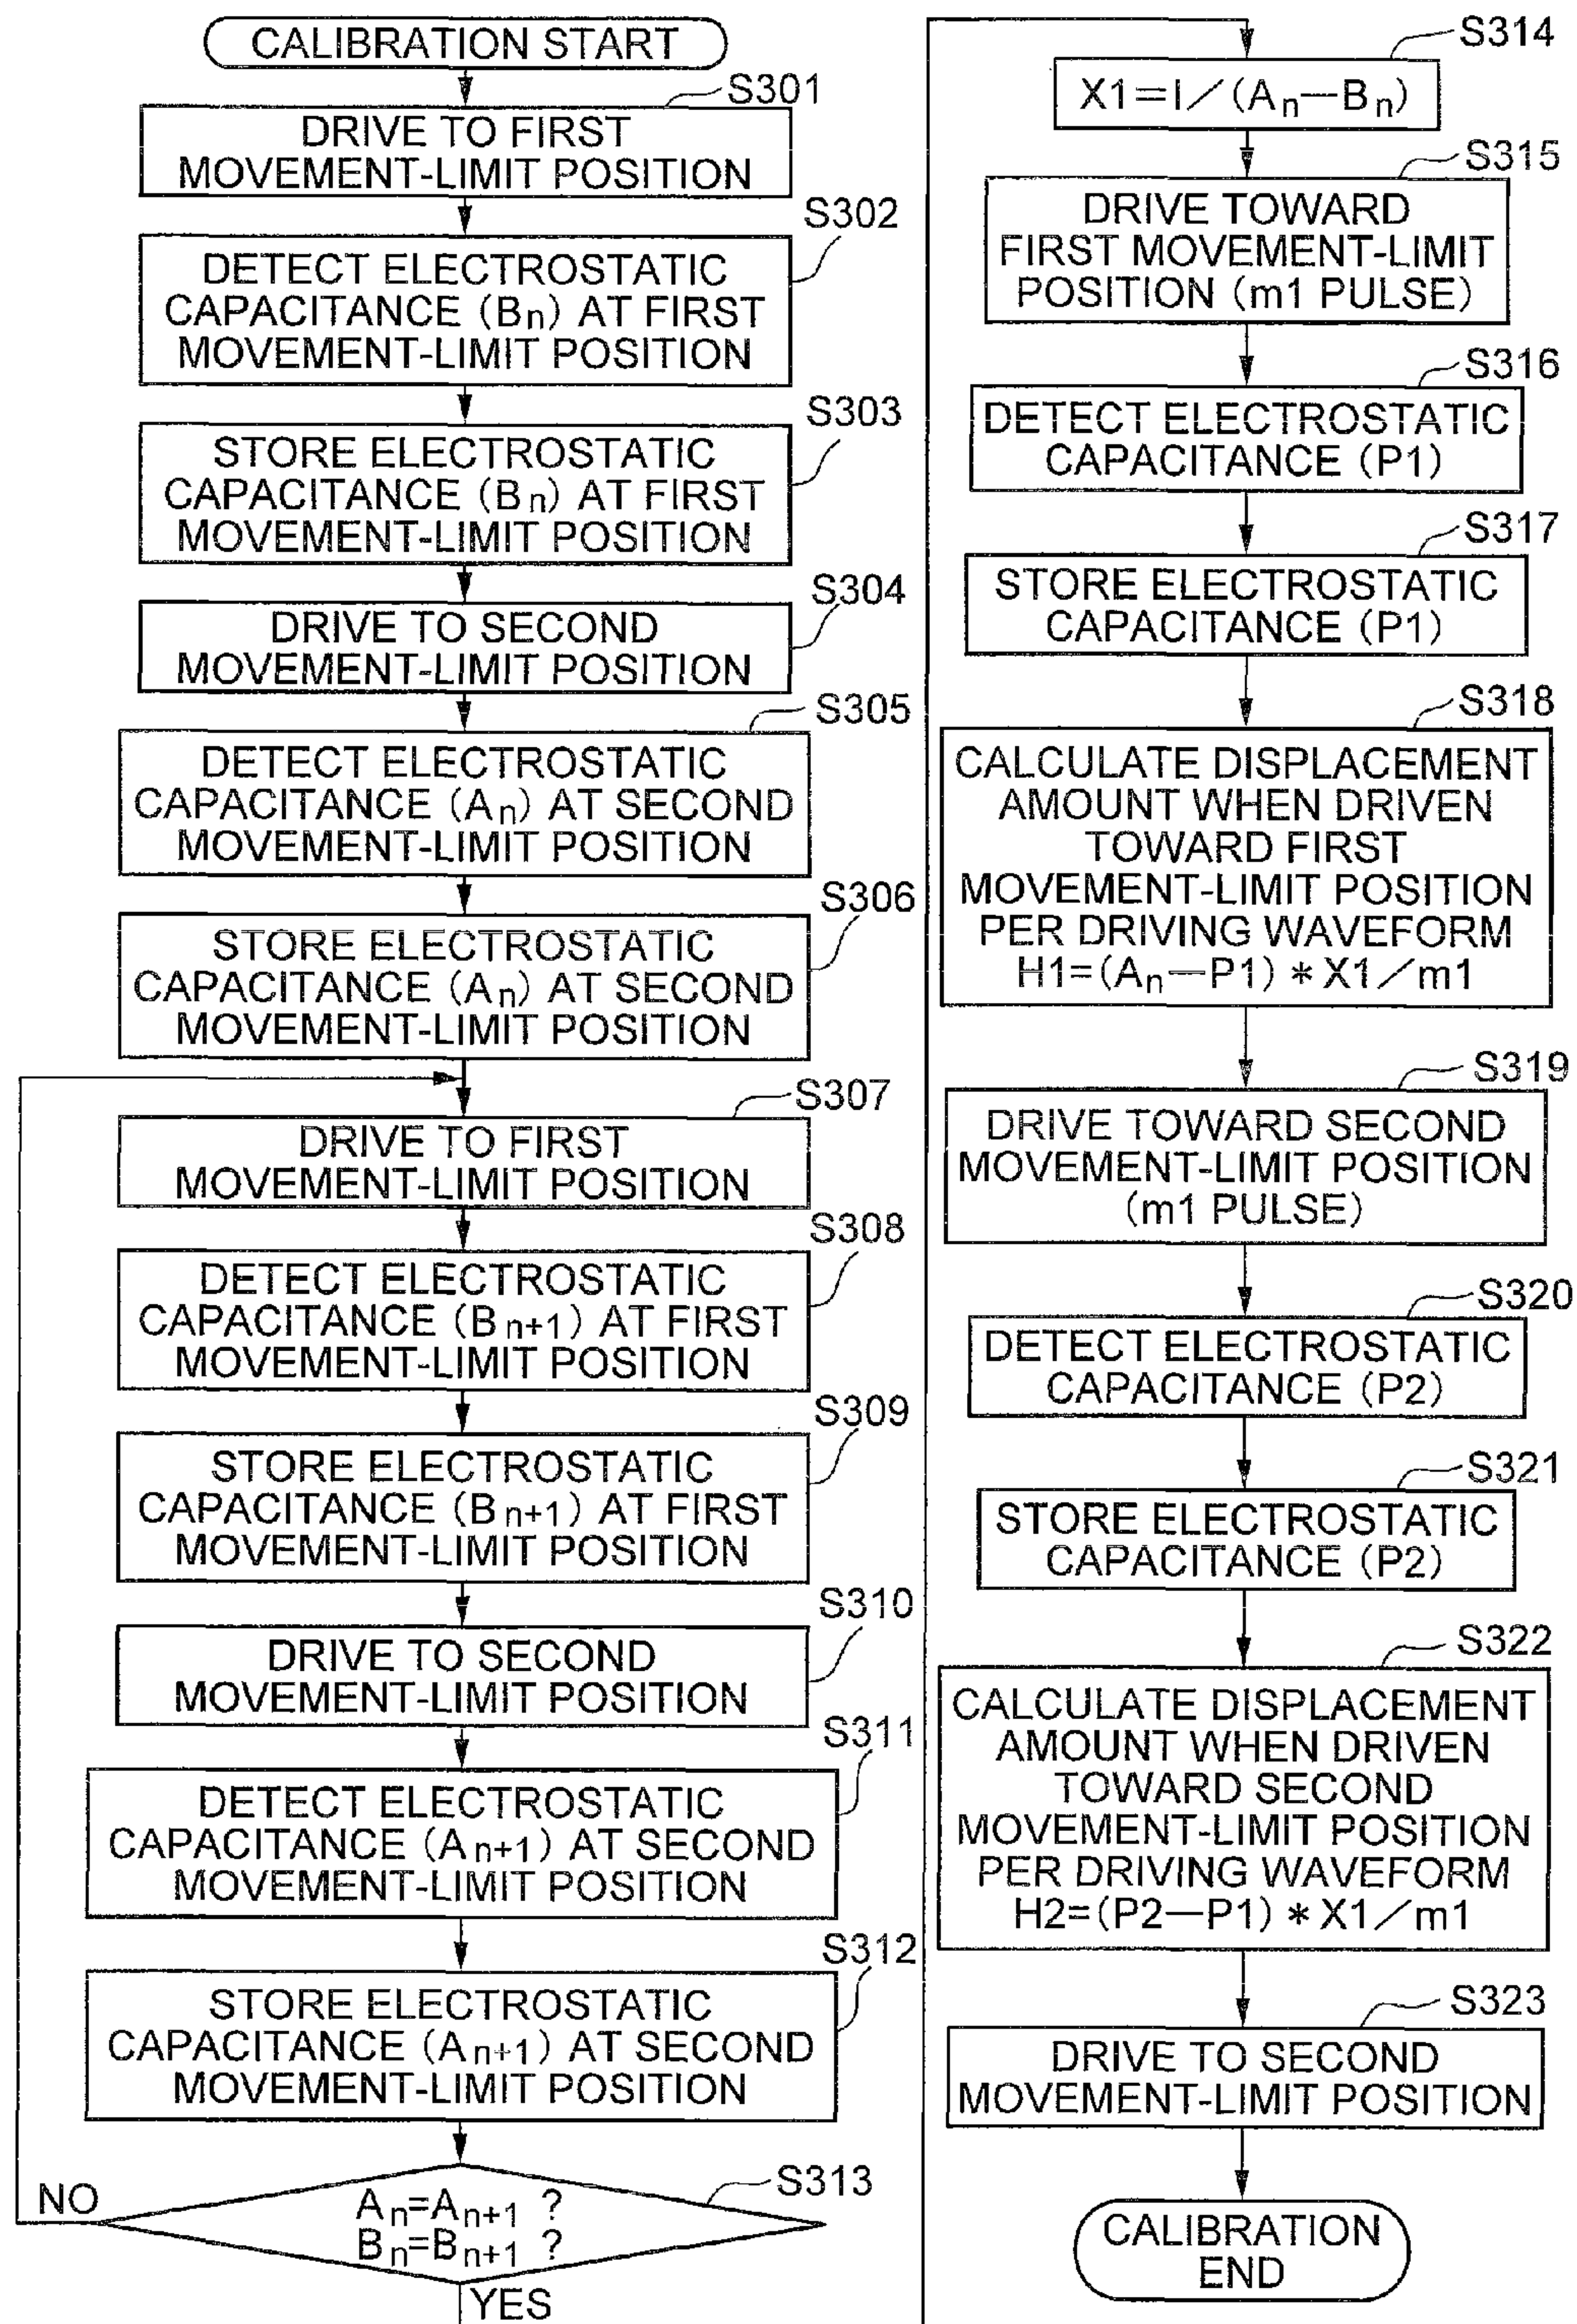 CALIBRATION START
S301
DRIVE TO FIRST
MOVEMENT-LIMIT POSITION
S302
DETECT ELECTROSTATIC
CAPACITANCE (Bn) AT FIRST
MOVEMENT-LIMIT POSITION
S303
STORE ELECTROSTATIC
CAPACITANCE (Bn) AT FIRST
MOVEMENT-LIMIT POSITION
S304
DRIVE TO SECOND
MOVEMENT-LIMIT POSITION
S305
DETECT ELECTROSTATIC
CAPACITANCE (An) AT SECOND
MOVEMENT-LIMIT POSITION
S306
STORE ELECTROSTATIC
CAPACITANCE (An) AT SECOND
MOVEMENT-LIMIT POSITION
S307
DRIVE TO FIRST
MOVEMENT-LIMIT POSITION
S308
DETECT ELECTROSTATIC
CAPACITANCE (Bn+1) AT FIRST
MOVEMENT-LIMIT POSITION
S309
STORE ELECTROSTATIC
CAPACITANCE (Bn+1) AT FIRST
MOVEMENT-LIMIT POSITION
S310
DRIVE TO SECOND
MOVEMENT-LIMIT POSITION
S311
DETECT ELECTROSTATIC
CAPACITANCE (An+1) AT SECOND
MOVEMENT-LIMIT POSITION
S312
STORE ELECTROSTATIC
CAPACITANCE (An+1) AT SECOND
MOVEMENT-LIMIT POSITION
S313
NO
An=An+1 ?
Bn=Bn+1 ?
YES
S314
X1=I/(An—Bn)
S315
DRIVE TOWARD
FIRST MOVEMENT-LIMIT
POSITION (m1 PULSE)
S316
DETECT ELECTROSTATIC
CAPACITANCE (P1)
S317
STORE ELECTROSTATIC
CAPACITANCE (P1)
S318
CALCULATE DISPLACEMENT
AMOUNT WHEN DRIVEN
TOWARD FIRST
MOVEMENT-LIMIT POSITION
PER DRIVING WAVEFORM
H1=(An—P1)*X1/m1
S319
DRIVE TOWARD SECOND
MOVEMENT-LIMIT POSITION
(m1 PULSE)
S320
DETECT ELECTROSTATIC
CAPACITANCE (P2)
S321
STORE ELECTROSTATIC
CAPACITANCE (P2)
S322
CALCULATE DISPLACEMENT
AMOUNT WHEN DRIVEN
TOWARD SECOND
MOVEMENT-LIMIT POSITION
PER DRIVING WAVEFORM
H2=(P2—P1)*X1/m1
S323
DRIVE TO SECOND
MOVEMENT-LIMIT POSITION
CALIBRATION
END